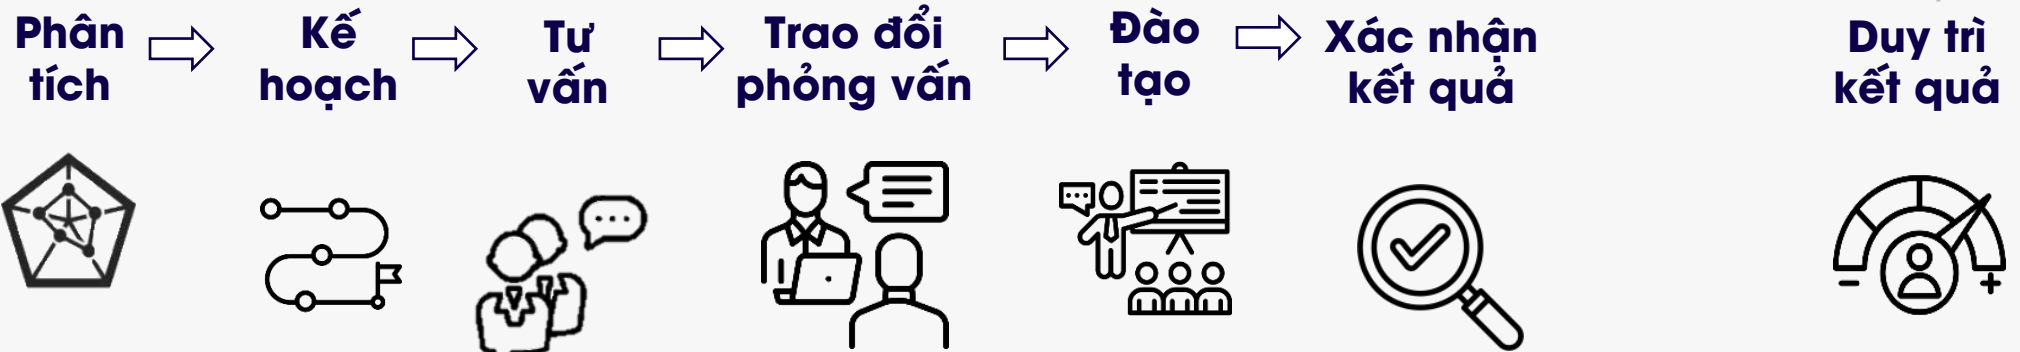 Phân
tích
Kế
hoạch
Tư
vấn
Trao đổi
phỏng vấn
Đào
tạo
Xác nhận
kết quả
Duy trì
kết quả